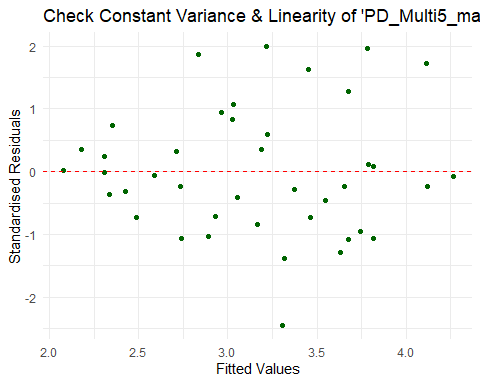 Check Constant Variance & Linearity of 'PD_Multi5_ma
2
1
0
-1
-2
Standardised Residuals
2.0 2.5 3.0 3.5 4.0
Fitted Values